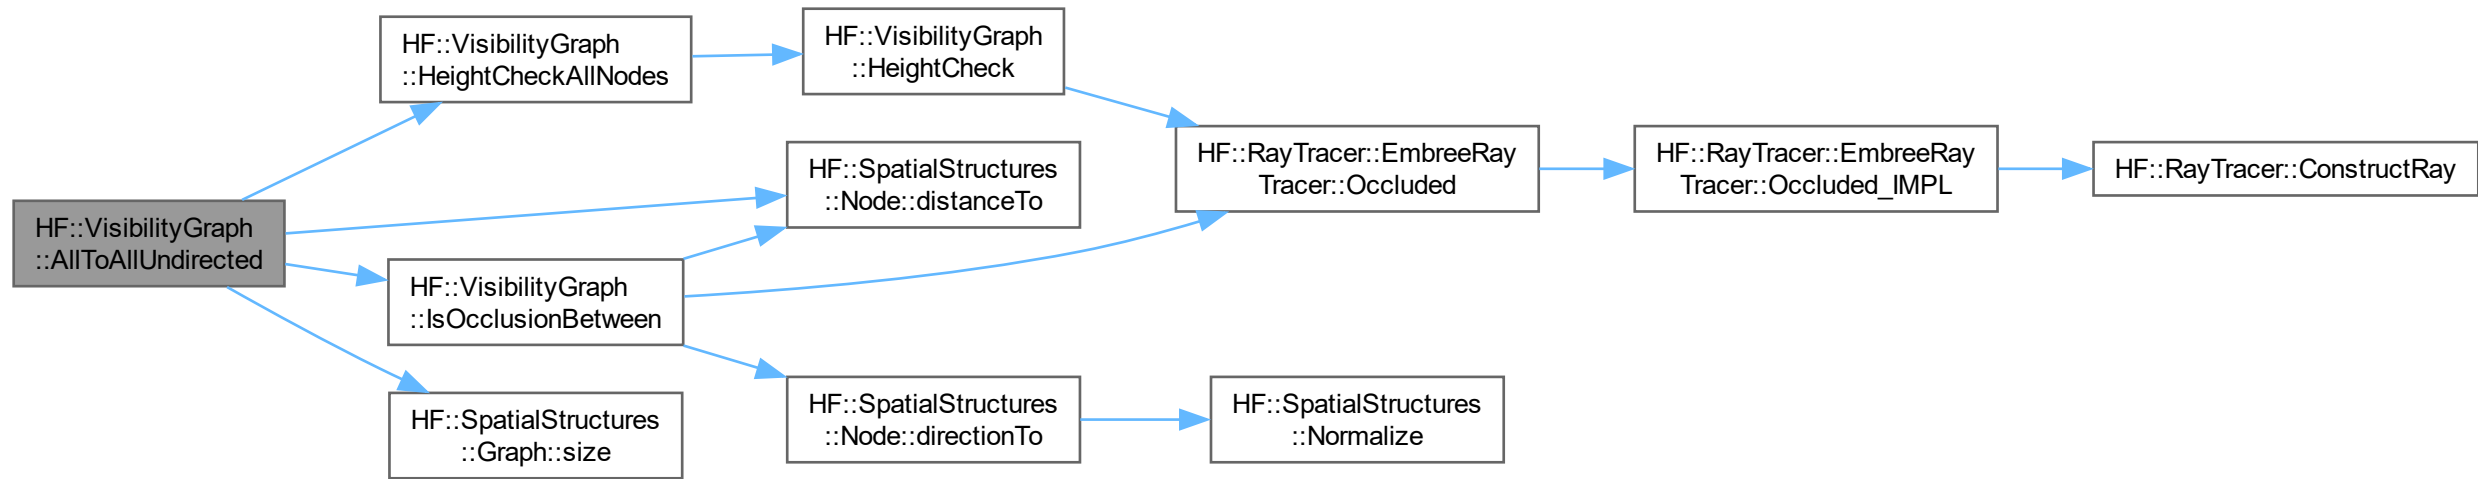 HF::VisibilityGraph
::AllToAllUndirected
HF::VisibilityGraph
::HeightCheckAllNodes
HF::VisibilityGraph
::HeightCheck
HF::SpatialStructures
::Node::distanceTo
HF::VisibilityGraph
::IsOcclusionBetween
HF::SpatialStructures
::Graph::size
HF::RayTracer::EmbreeRay
Tracer::Occluded
HF::RayTracer::EmbreeRay
Tracer::Occluded_IMPL
HF::RayTracer::ConstructRay
HF::SpatialStructures
::Node::directionTo
HF::SpatialStructures
::Normalize